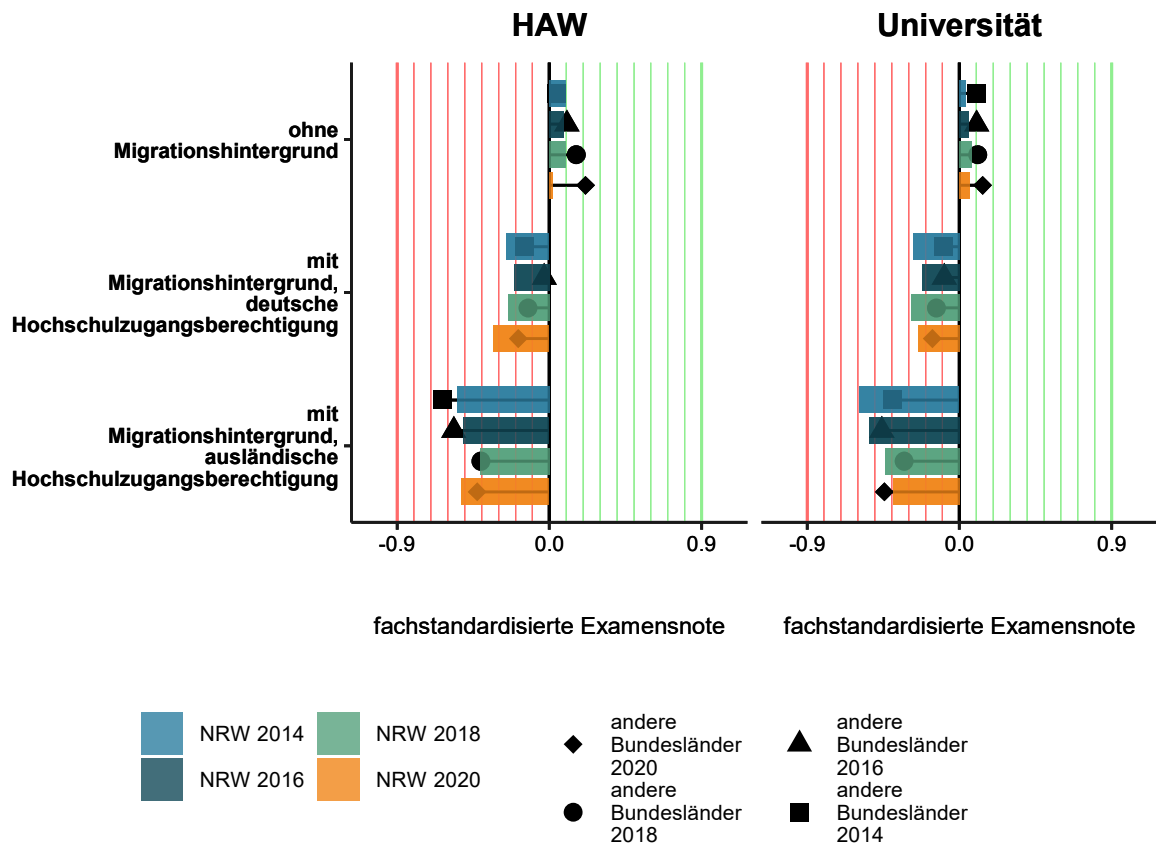 HAW
Universität
ohne
Migrationshintergrund
mit
Migrationshintergrund,
deutsche
Hochschulzugangsberechtigung
mit
Migrationshintergrund,
ausländische
Hochschulzugangsberechtigung
-0.9
0.0
0.9
-0.9
0.0
0.9
fachstandardisierte Examensnote
fachstandardisierte Examensnote
NRW 2014
NRW 2016
NRW 2018
NRW 2020
andere
Bundesländer
2020
andere
Bundesländer
2018
andere
Bundesländer
2016
andere
Bundesländer
2014